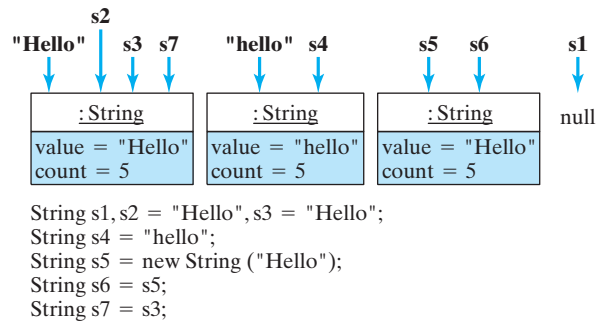 s2
"Hello" s3 s7 "hello" s4 s5 s6 s1
: String : String : String null
value = "Hello" value = "hello" value = "Hello"
count = 5 count = 5 count = 5
String s1, s2 = "Hello", s3 = "Hello";
String s4 = "hello";
String s5 = new String ("Hello");
String s6 = s5;
String s7 = s3;